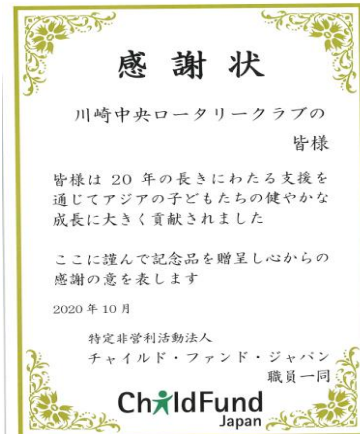 感謝状
川崎中央ロータリークラブの
皆様
皆様は 20 年の長きにわたる支援を
通じてアジアの子どもたちの健やかな
成長に大きく貢献されました
ここに謹んで記念品を贈呈し心からの
感謝の意を表します
2020 年 10 月
特定非営利活動法人
チャイルド・ファンド・ジャパン
職員一同
ChildFund
Japan